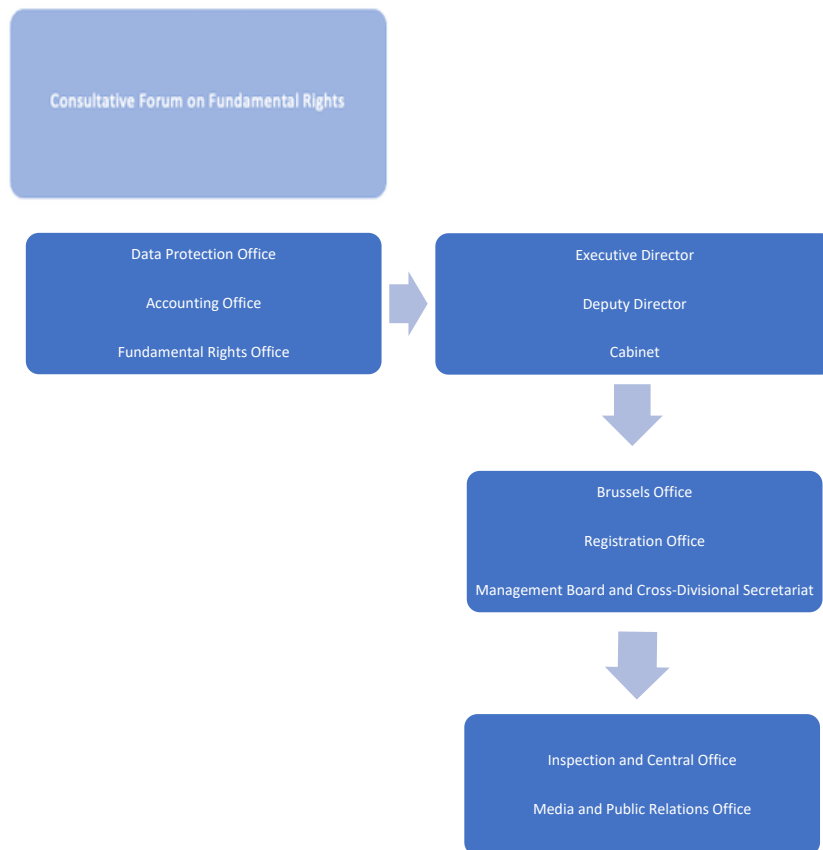 Consultative Forum on Fundamental Rights
Data Protection Office
Accounting Office
Fundamental Rights Office
Executive Director
Deputy Director
Cabinet
Brussels Office
Registration Office
Management Board and Cross-Divisional Secretariat
Inspection and Central Office
Media and Public Relations Office